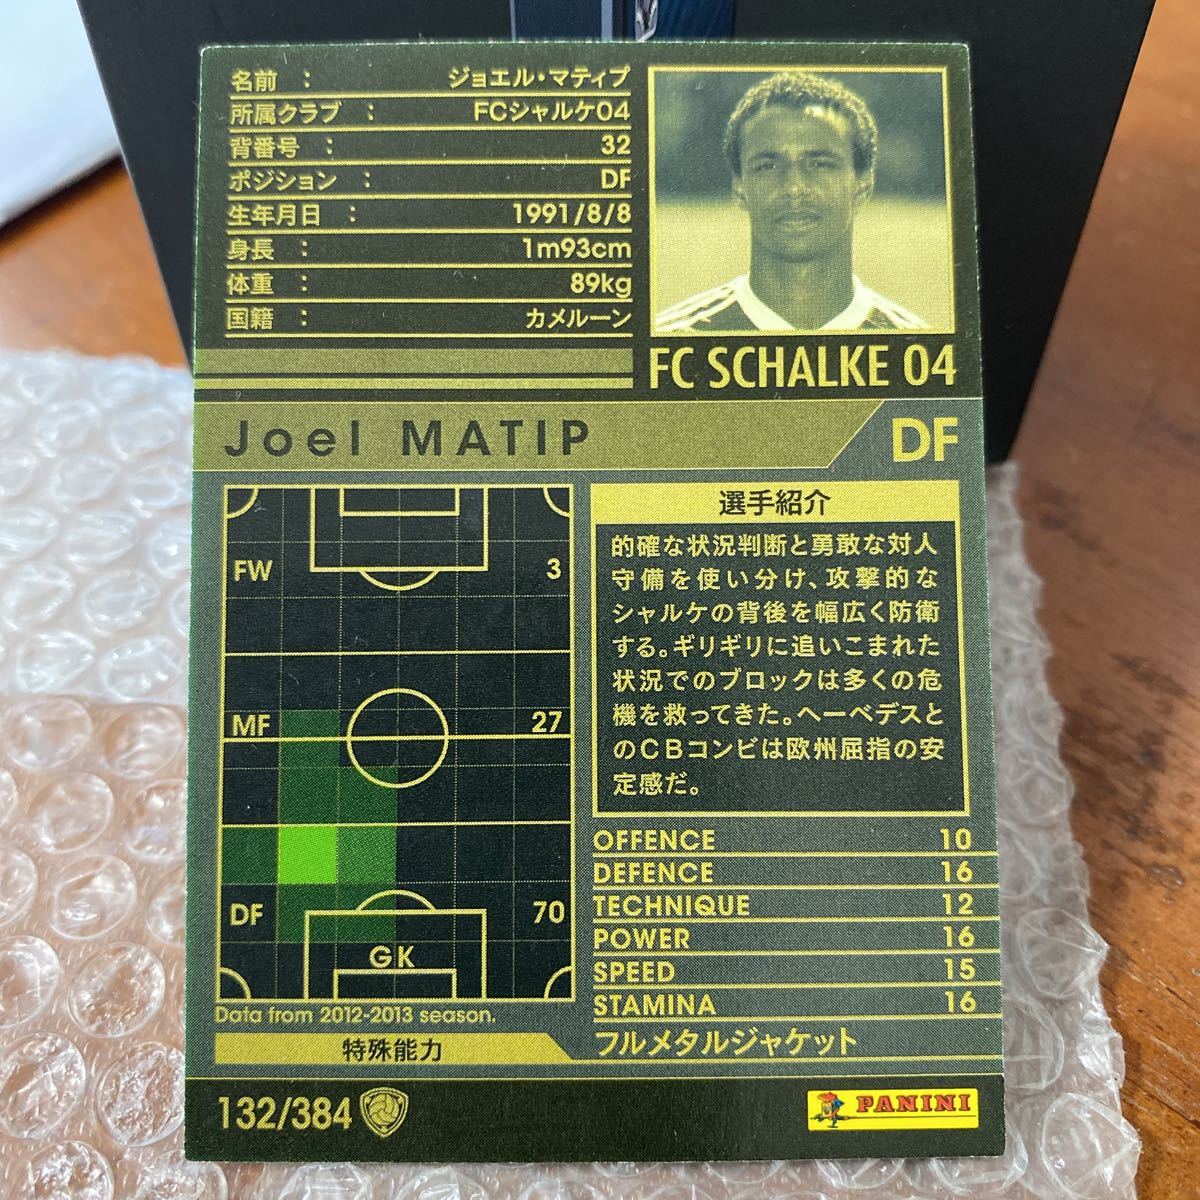 名前 : ジョエル・マティプ
所属クラブ : FCシャルケ04
背番号 : 32
ポジション : DF
生年月日 : 1991/8/8
身長 : 1m93cm
体重 : 89kg
国籍 : カメルーン
FC SCHALKE 04
Joel MATIP
DF
FW 3
MF 27
DF 70
GK
Data from 2012-2013 season.
選手紹介
的確な状況判断と勇敢な対人
守備を使い分け、攻撃的な
シャルケの背後を幅広く防衛
する。ギリギリに追いこまれた
状況でのブロックは多くの危
機を救ってきた。ヘーベデスと
のCBコンビは欧州屈指の安
定感だ。
OFFENCE 10
DEFENCE 16
TECHNIQUE 12
POWER 16
SPEED 15
STAMINA 16
特殊能力 フルメタルジャケット
132/384
PANINI